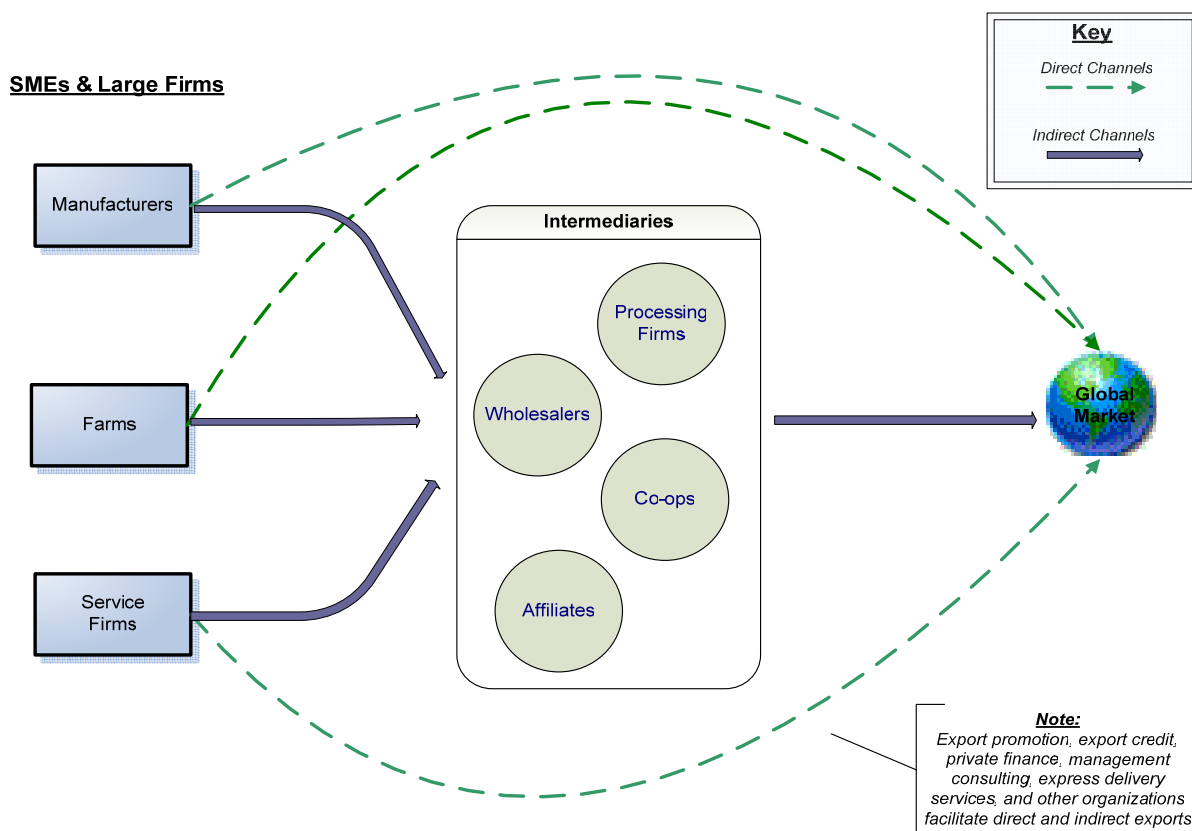 Key
Direct Channels
Indirect Channels
SMEs & Large Firms
Manufacturers
Farms
Service
Firms
Intermediaries
Processing
Firms
Wholesalers
Co-ops
Affiliates
Global
Market
Note:
Export promotion, export credit,
private finance, management
consulting, express delivery
services, and other organizations
facilitate direct and indirect exports